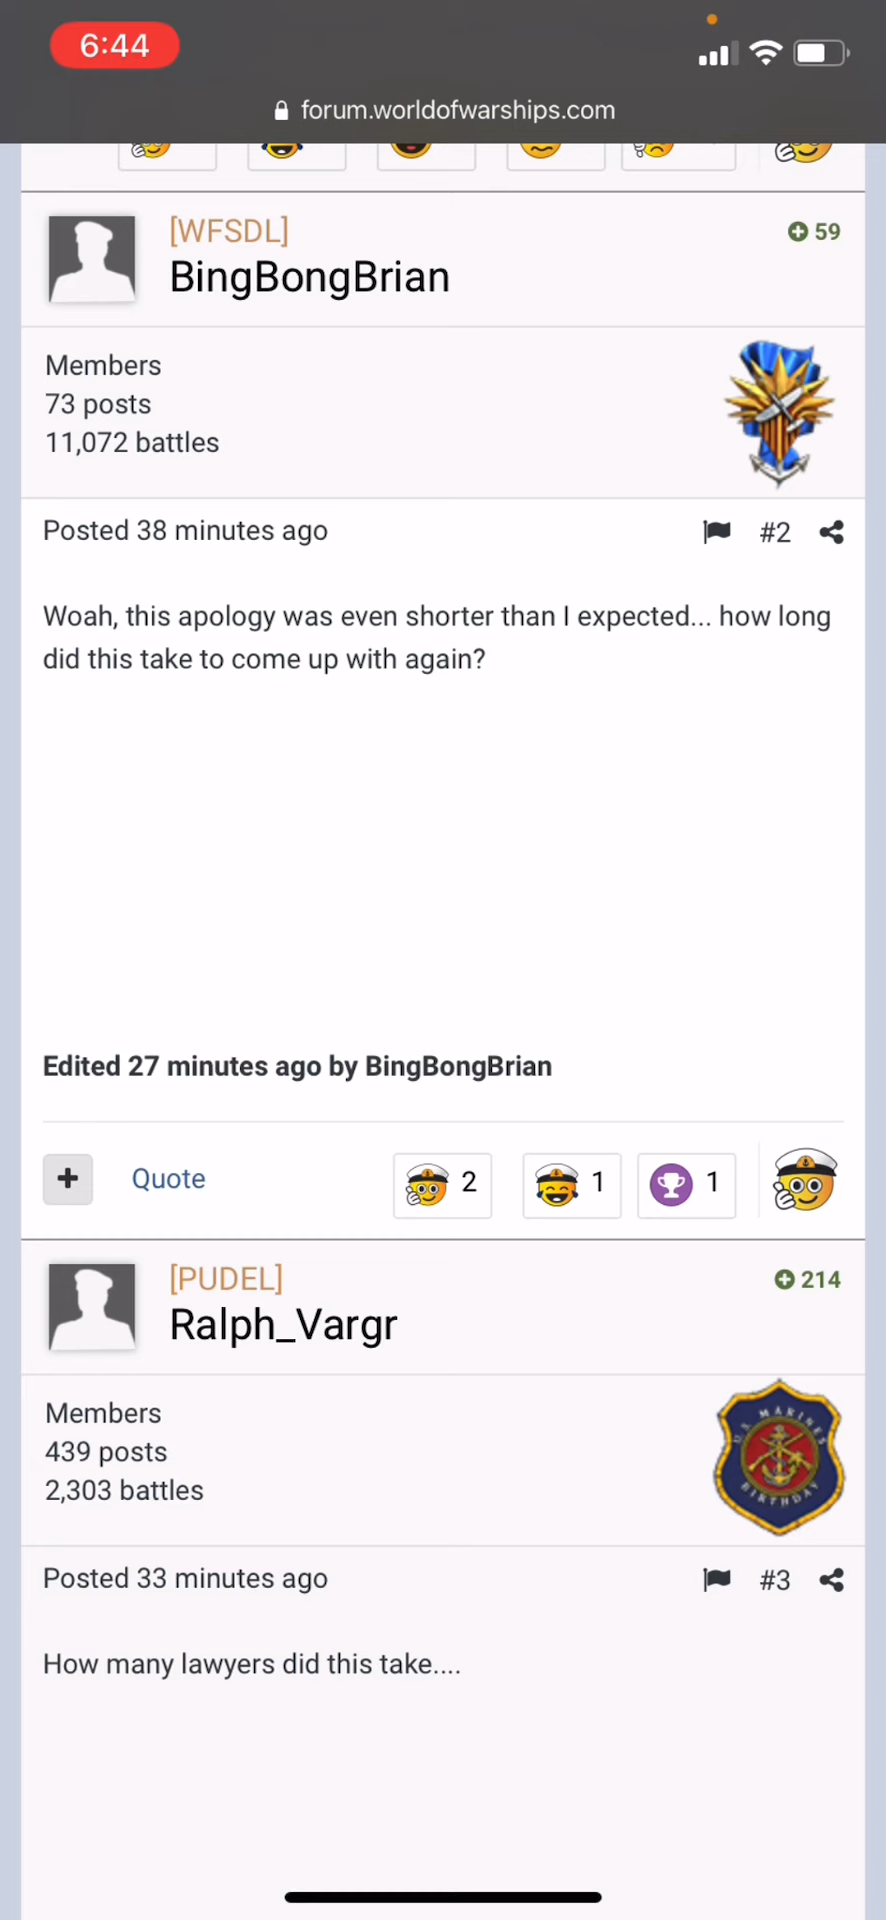 6:44
forum.worldofwarships.com
[WFSDL]
59
BingBongBrian
Members
73 posts
11,072 battles
Posted 38 minutes ago
#2
Woah, this apology was even shorter than I expected... how long
did this take to come up with again?
Edited 27 minutes ago by BingBongBrian
+ Quote 2 1 1
[PUDEL]
214
Ralph_Vargr
Members
439 posts
2,303 battles
U.S. MARINES
BIRTHDAY
Posted 33 minutes ago
#3
How many lawyers did this take....